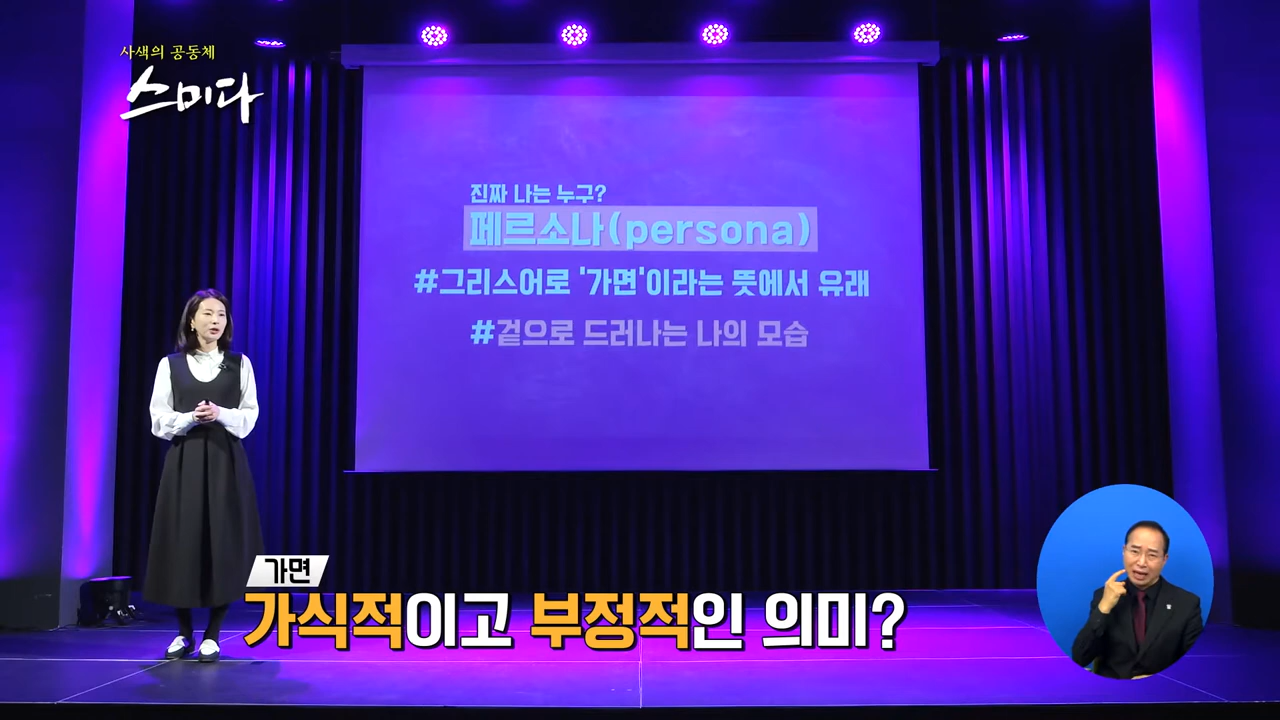 사색의 공동체
스미다
진짜 나는 누구?
페르소나(persona)
#그리스어로 '가면'이라는 뜻에서 유래
#겉으로 드러나는 나의 모습
가면
가식적이고 부정적인 의미?